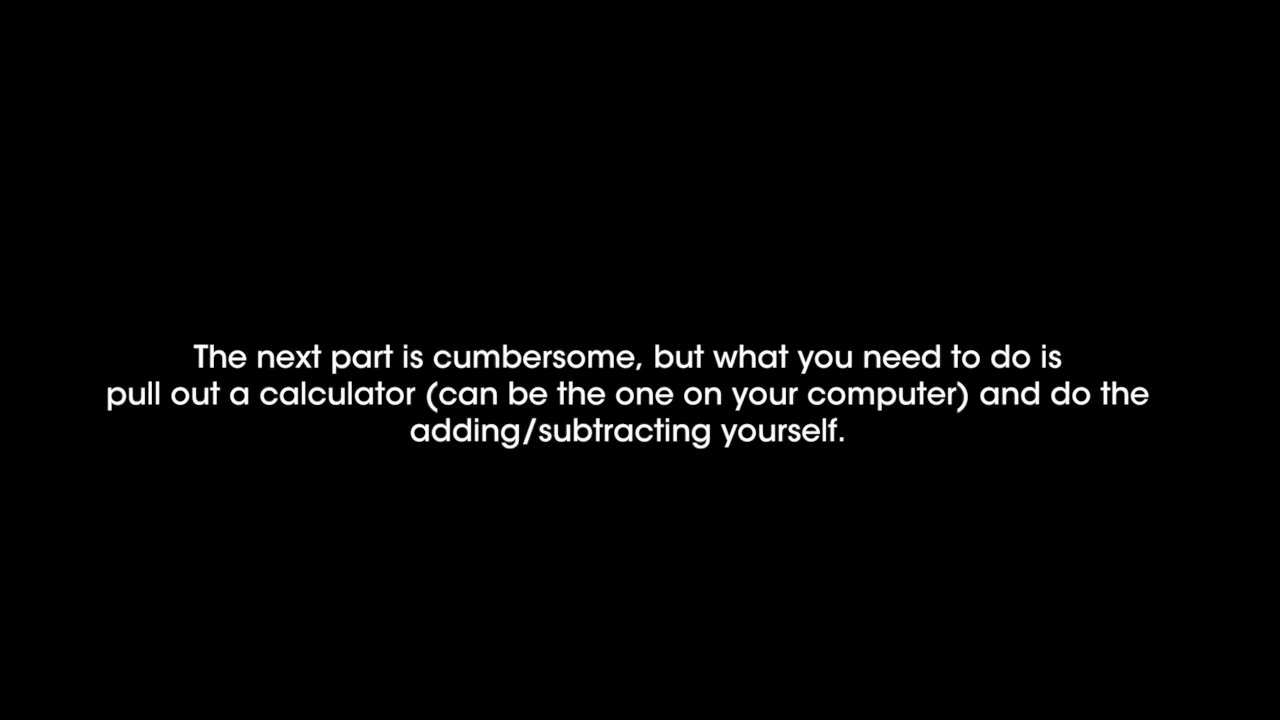 The next part is cumbersome, but what you need to do is
pull out a calculator (can be the one on your computer) and do the
adding/subtracting yourself.